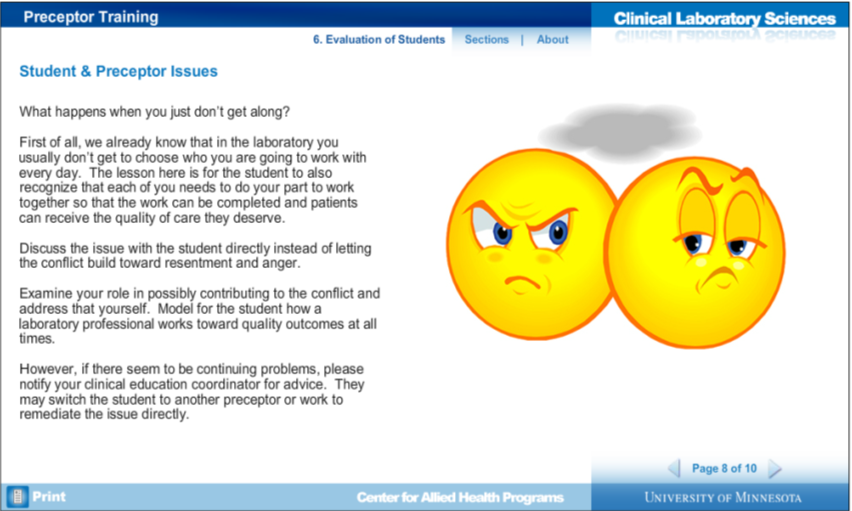 Preceptor Training
Clinical Laboratory Sciences
6. Evaluation of Students
Sections | About
Student & Preceptor Issues
What happens when you just don't get along?
First of all, we already know that in the laboratory you
usually don't get to choose who you are going to work with
every day.  The lesson here is for the student to also
recognize that each of you needs to do your part to work
together so that the work can be completed and patients
can receive the quality of care they deserve.
Discuss the issue with the student directly instead of letting
the conflict build toward resentment and anger.
Examine your role in possibly contributing to the conflict and
address that yourself.  Model for the student how a
laboratory professional works toward quality outcomes at all
times.
However, if there seem to be continuing problems, please
notify your clinical education coordinator for advice.  They
may switch the student to another preceptor or work to
remediate the issue directly.
Page 8 of 10
Print
Center for Allied Health Programs
UNIVERSITY OF MINNESOTA